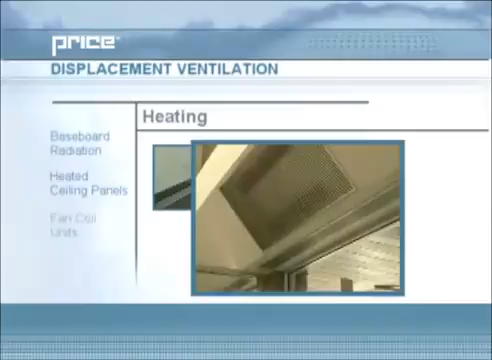 price
DISPLACEMENT VENTILATION
Heating
Baseboard
Radiation
Heated
Ceiling Panels
Fan Coil
Units